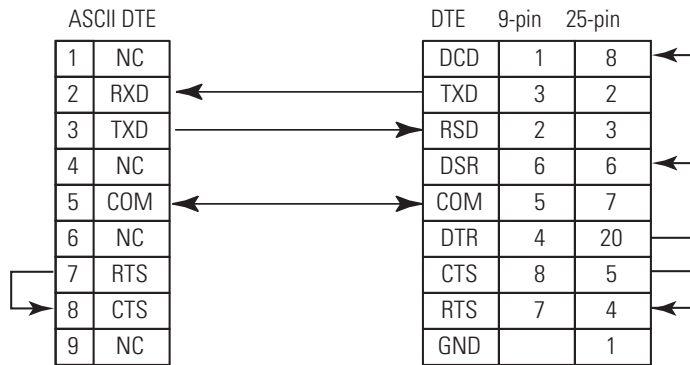 ASCII DTE
1 NC
2 RXD
3 TXD
4 NC
5 COM
6 NC
7 RTS
8 CTS
9 NC
DTE 9-pin 25-pin
DCD 1 8
TXD 3 2
RSD 2 3
DSR 6 6
COM 5 7
DTR 4 20
CTS 8 5
RTS 7 4
GND 1